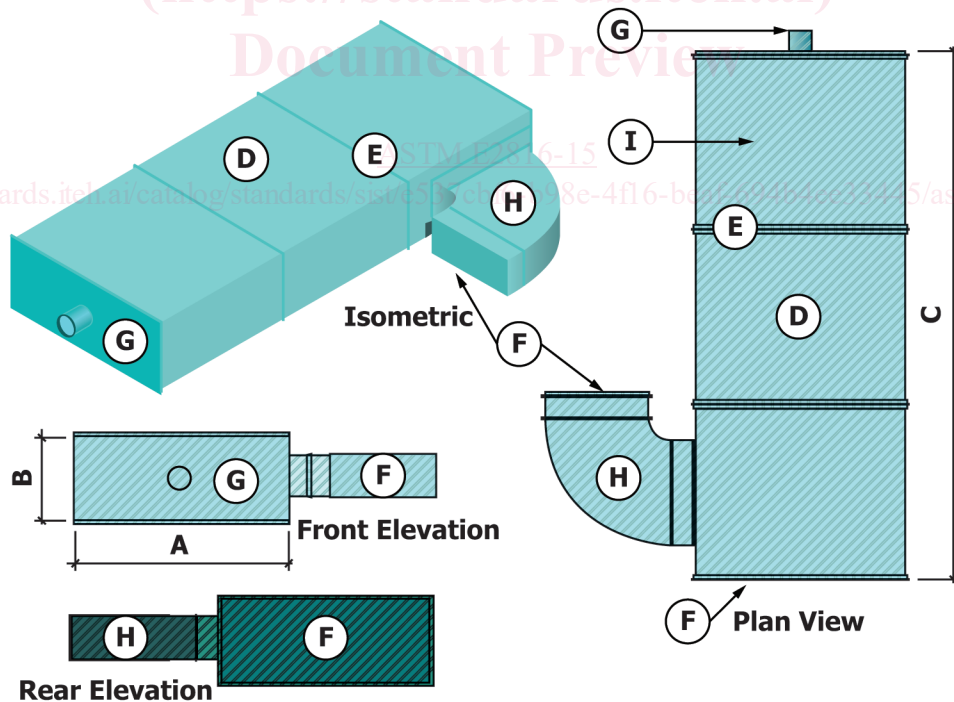 Document Preview
G
I
ASTM E2816-15
D
E
H
E
G
Isometric
F
D
C
B
G
F
H
Front Elevation
A
H
F
F
Plan View
Rear Elevation